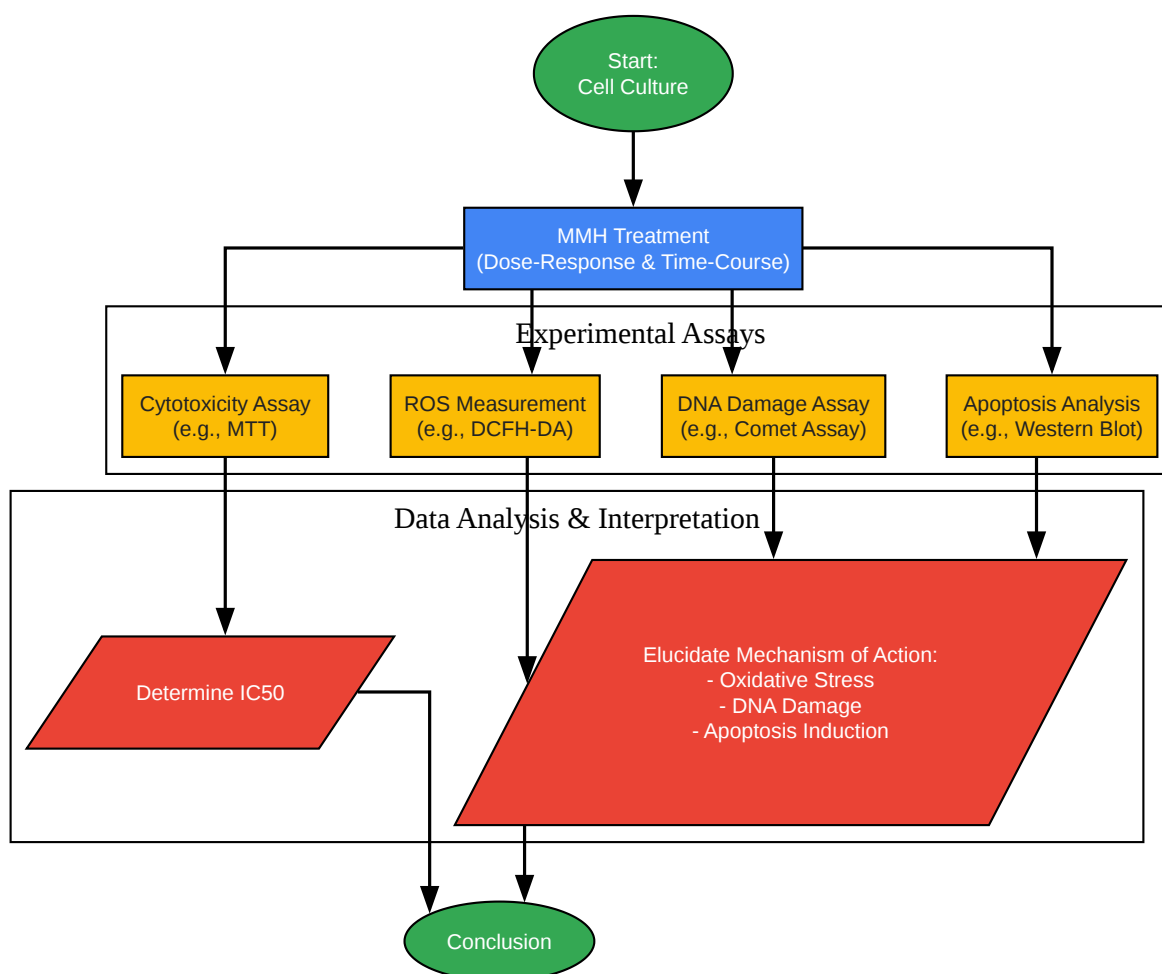 Start:
Cell Culture
MMH Treatment
(Dose-Response & Time-Course)
Experimental Assays
Cytotoxicity Assay
(e.g., MTT)
ROS Measurement
(e.g., DCFH-DA)
DNA Damage Assay
(e.g., Comet Assay)
Apoptosis Analysis
(e.g., Western Blot)
Data Analysis & Interpretation
Determine IC50
Elucidate Mechanism of Action:
- Oxidative Stress
- DNA Damage
- Apoptosis Induction
Conclusion